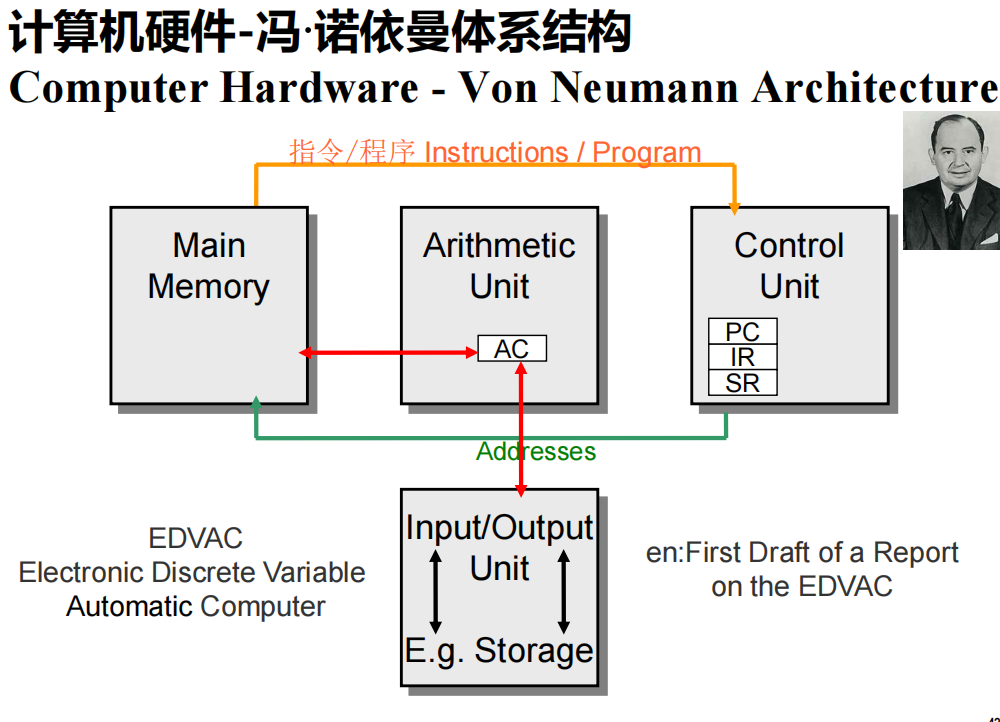 计算机硬件-冯·诺依曼体系结构
Computer Hardware - Von Neumann Architecture
指令/程序 Instructions / Program
Main
Memory
Arithmetic
Unit
AC
Control
Unit
PC
IR
SR
Addresses
Input/Output
Unit
E.g. Storage
EDVAC
Electronic Discrete Variable
Automatic Computer
en:First Draft of a Report
on the EDVAC